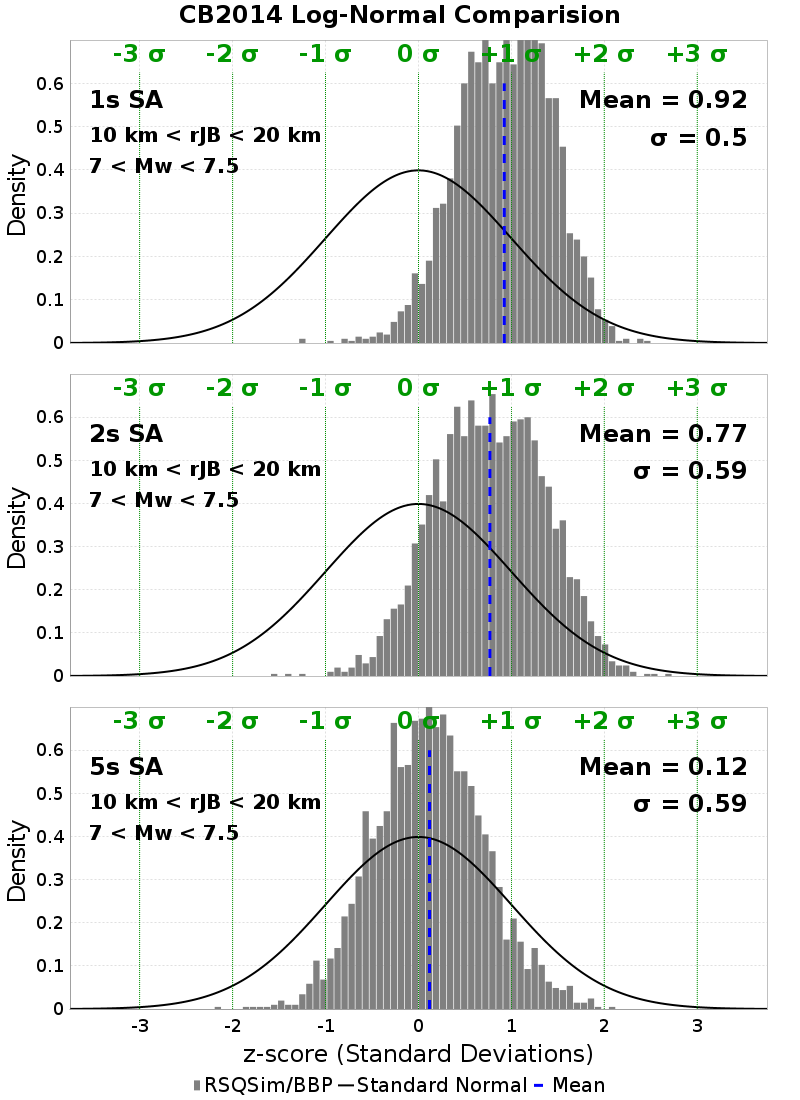 CB2014 Log-Normal Comparision
-3 σ -2 σ -1 σ 0 σ +1 σ +2 σ +3 σ
1s SA
10 km < rJB < 20 km
7 < Mw < 7.5
Mean = 0.92
σ = 0.5
Density
0.6
0.5
0.4
0.3
0.2
0.1
0
-3 σ -2 σ -1 σ 0 σ +1 σ +2 σ +3 σ
2s SA
10 km < rJB < 20 km
7 < Mw < 7.5
Mean = 0.77
σ = 0.59
Density
0.6
0.5
0.4
0.3
0.2
0.1
0
-3 σ -2 σ -1 σ 0 σ +1 σ +2 σ +3 σ
5s SA
10 km < rJB < 20 km
7 < Mw < 7.5
Mean = 0.12
σ = 0.59
Density
0.6
0.5
0.4
0.3
0.2
0.1
0
-3 -2 -1 0 1 2 3
z-score (Standard Deviations)
RSQSim/BBP Standard Normal Mean